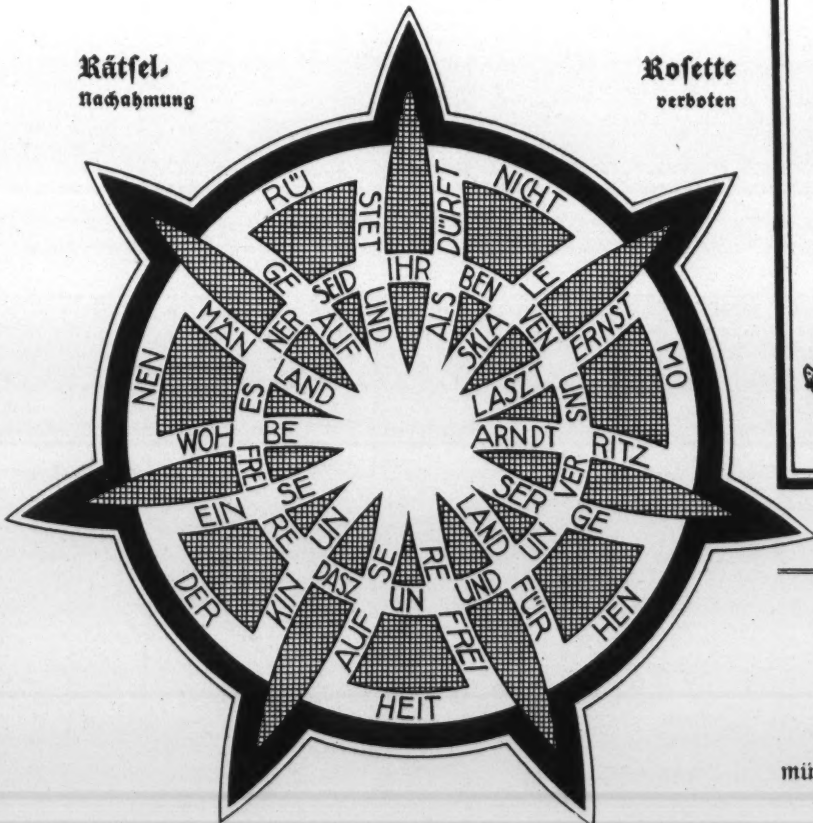 Rätsel-
Nachahmung
Rosette
verboten
RÜ
NICHT
STET
DÜRFT
GE
SEID
IHR
BEN
LE
NER
AUF
UND
ALS
SKLA
VEN
ERNST
MÄN
NEN
LAND
LASZT
MO
ES
UNS
WOH
BE
ARNDT
RITZ
FREI
SE
SER
VER
EIN
RE
UN
LAND
UN
GE
DER
KIN
DASZ
SE
RE
UND
FÜR
HEN
UN
AUF
FREI
HEIT